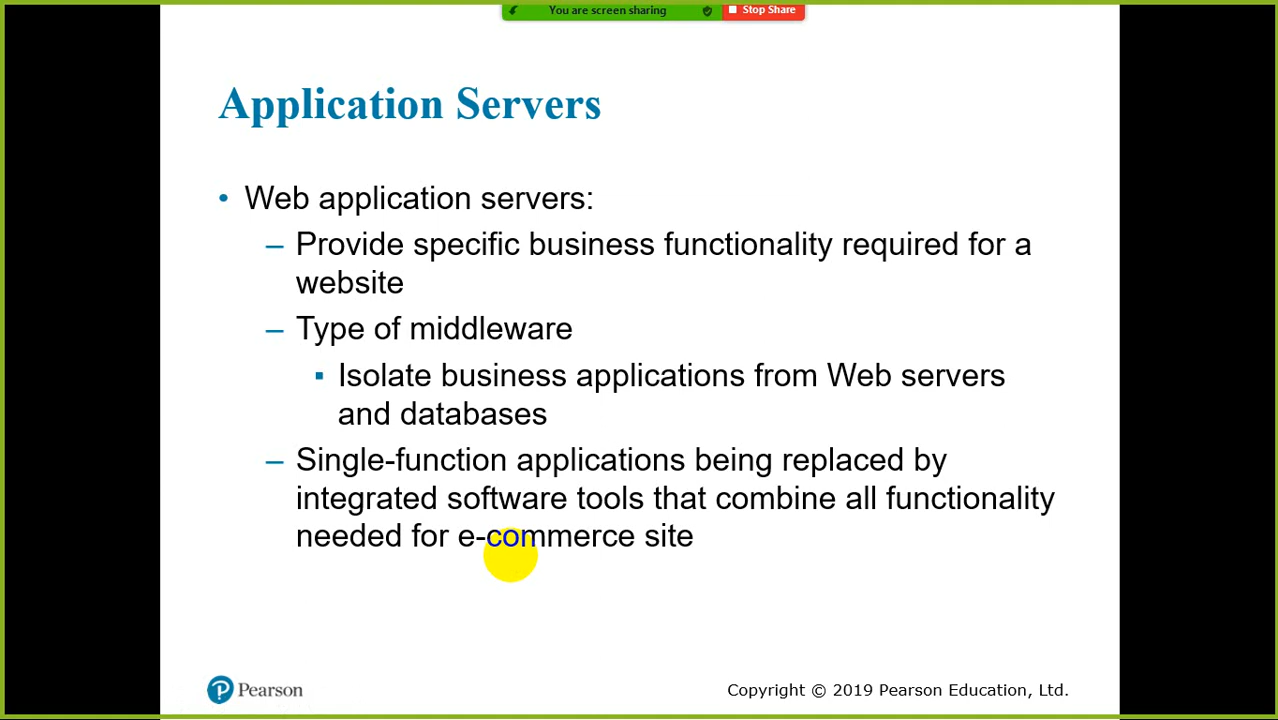 You are screen sharing
Stop Share
Application Servers
• Web application servers:
– Provide specific business functionality required for a
website
– Type of middleware
▪ Isolate business applications from Web servers
and databases
– Single-function applications being replaced by
integrated software tools that combine all functionality
needed for e-commerce site
Pearson
Copyright © 2019 Pearson Education, Ltd.